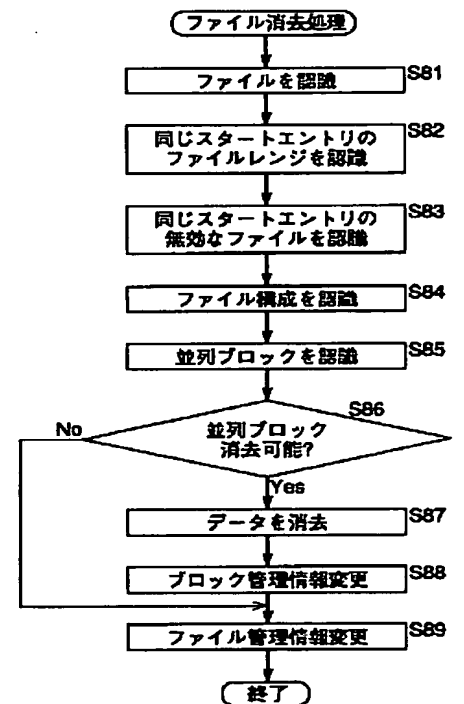 ファイル消去処理
ファイルを認識
S81
同じスタートエントリの
ファイルレンジを認識
S82
同じスタートエントリの
無効なファイルを認識
S83
ファイル構成を認識
S84
並列ブロックを認識
S85
S86
並列ブロック
消去可能?
No
Yes
データを消去
S87
ブロック管理情報変更
S88
ファイル管理情報変更
S89
終了